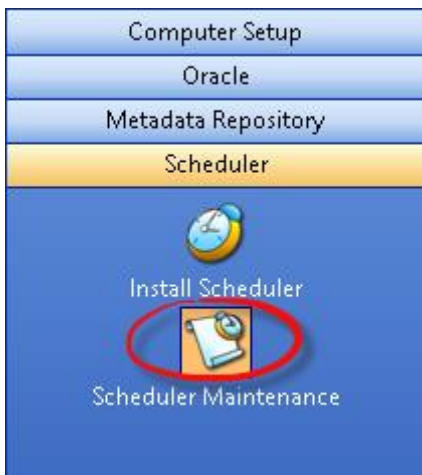 Computer Setup
Oracle
Metadata Repository
Scheduler
Install Scheduler
Scheduler Maintenance